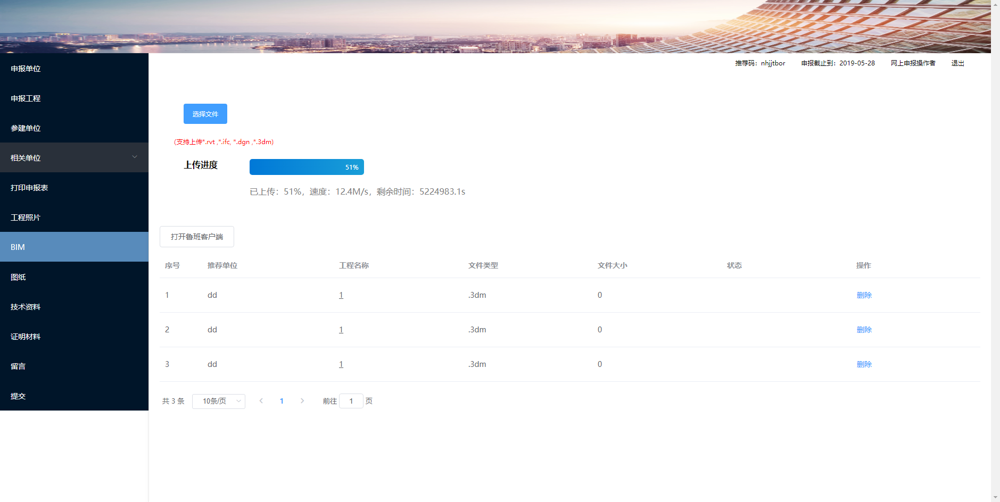 推荐码：nhjjtbor 申报截止到：2019-05-28 网上申报操作者 退出
申报单位
申报工程
参建单位
相关单位
打印申报表
工程照片
BIM
图纸
技术资料
证明材料
留言
提交
选择文件
(支持上传*.rvt ,*.ifc, *.dgn ,*.3dm)
上传进度 51%
已上传：51%，速度：12.4M/s，剩余时间：5224983.1s
打开鲁班客户端
序号 推荐单位 工程名称 文件类型 文件大小 状态 操作
1 dd 1 .3dm 0 删除
2 dd 1 .3dm 0 删除
3 dd 1 .3dm 0 删除
共 3 条 10条/页 1 前往 1 页